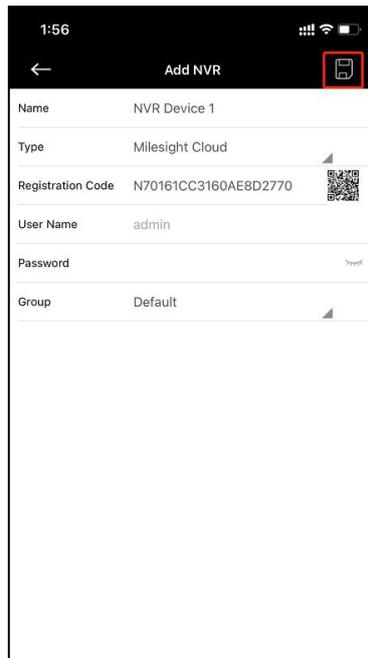 1:56
Add NVR
Name NVR Device 1
Type Milesight Cloud
Registration Code N70161CC3160AE8D2770
User Name admin
Password
Group Default